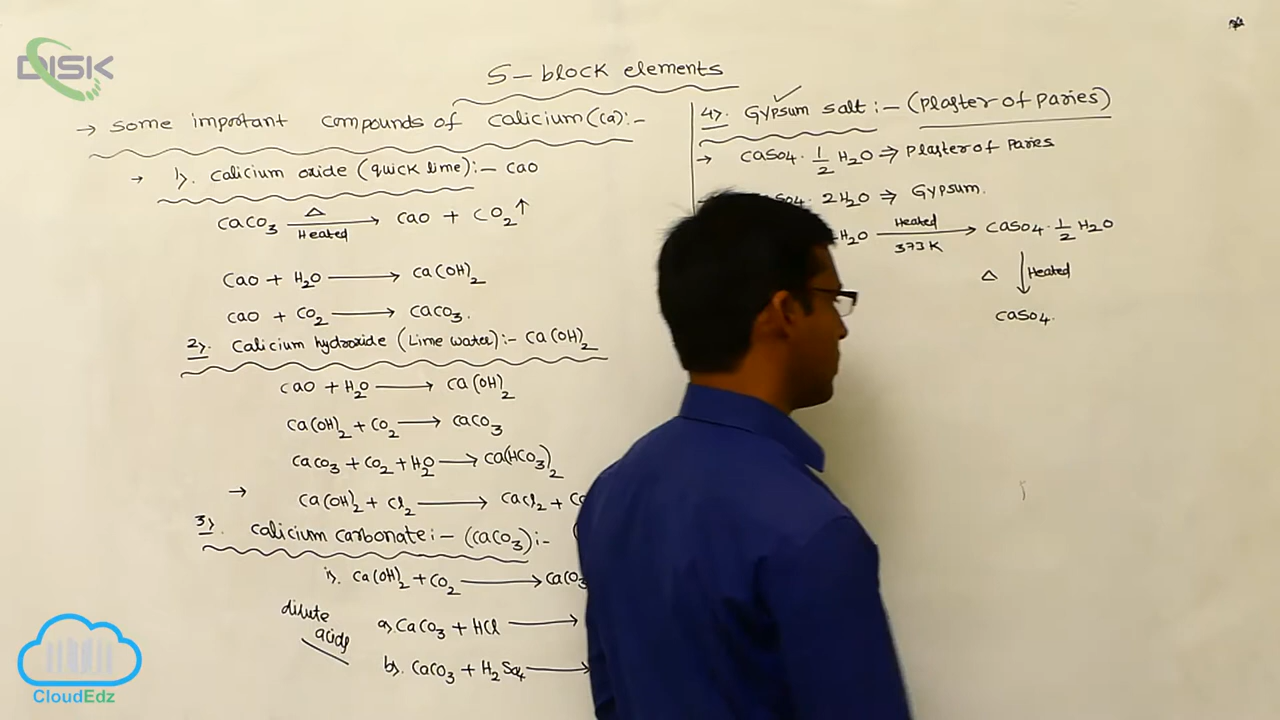 DISK
S-block elements
→ some important compounds of calicium (ca):-
→ 1>. calicium oxide (quick lime):- cao
CaCO3 Δ Heated → cao + CO2↑
Cao + H2O → ca(OH)2
cao + CO2 → caco3.
2>. calicium hydroxide (Lime water):- ca(OH)2
cao + H2O → ca(OH)2
ca(OH)2 + CO2 → caco3
caco3 + CO2 + H2O → ca(HCO3)2
→ ca(OH)2 + cl2 → cacl2 +
3>. calicium carbonate:- (caco3):-
i>. ca(OH)2 + CO2 → caco3
dilute acids
a>. caco3 + HCl →
b>. caco3 + H2SO4 →
4>. Gypsum salt:- (plaster of paries)
→ caso4. 1/2 H2O ⇒ plaster of paries
caso4. 2H2O ⇒ Gypsum.
H2O Heated 373 K → caso4. 1/2 H2O
Δ ↓ Heated
caso4.
CloudEdz